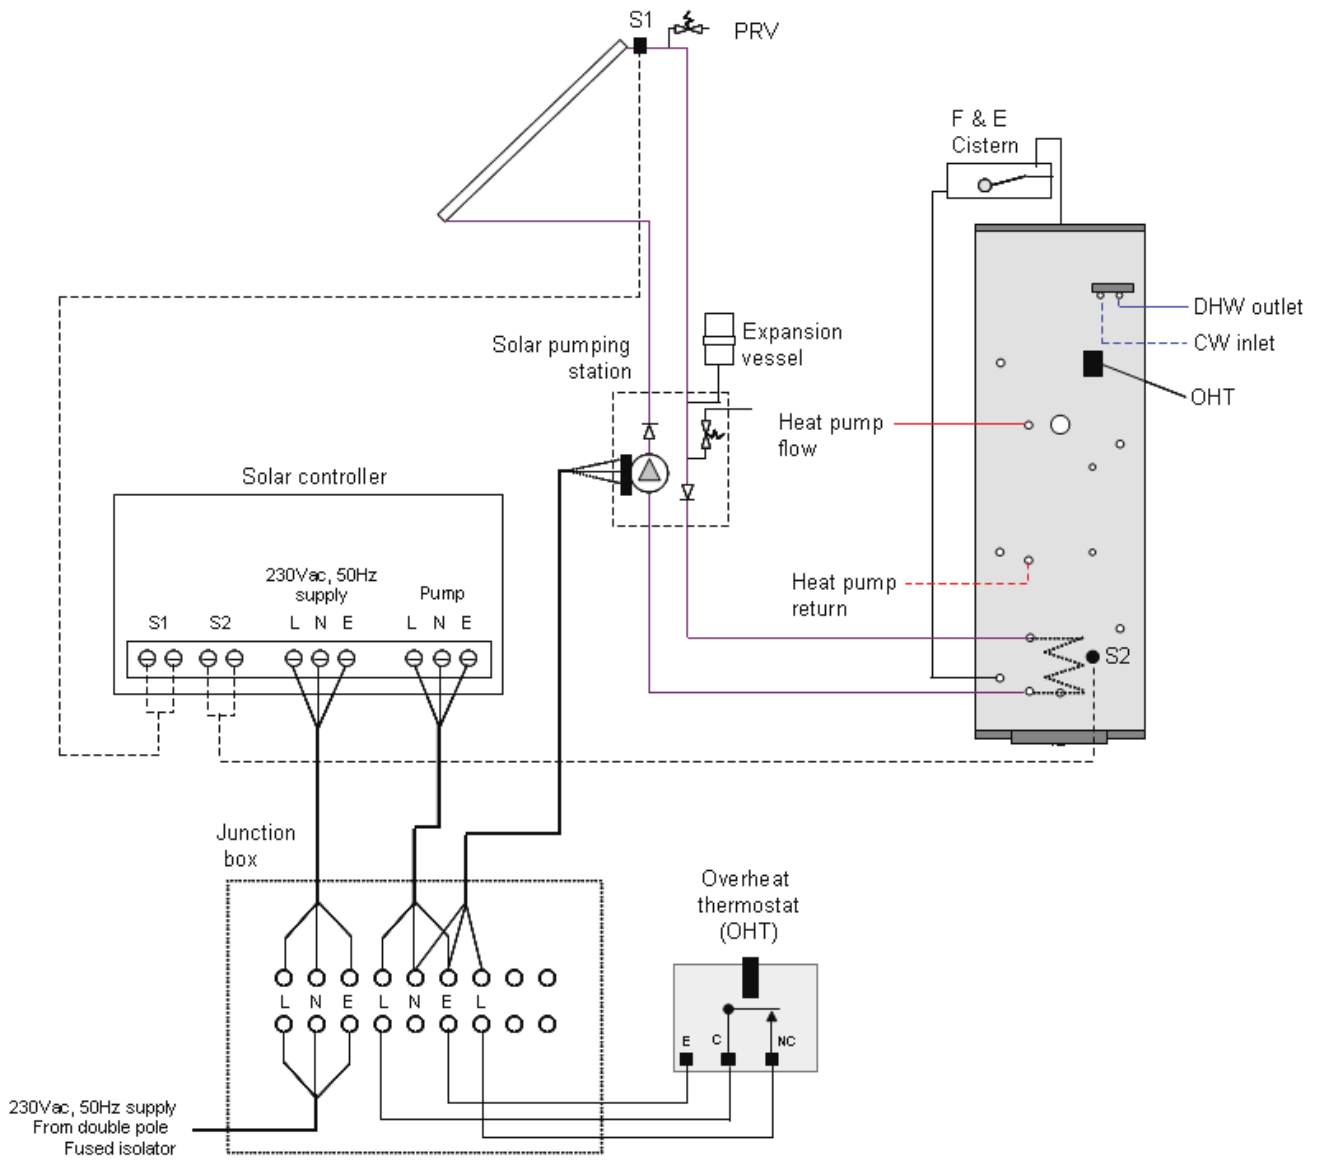 S1
PRV
F & E
Cistern
DHW outlet
CW inlet
OHT
Expansion
vessel
Solar pumping
station
Heat pump
flow
Solar controller
230Vac, 50Hz
supply
Pump
S1 S2 L N E L N E
Heat pump
return
S2
Junction
box
Overheat
thermostat
(OHT)
L N E L N E L
E C NC
230Vac, 50Hz supply
From double pole
Fused isolator